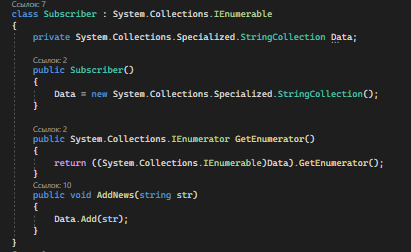 Ссылок: 7
class Subscriber : System.Collections.IEnumerable
{
private System.Collections.Specialized.StringCollection Data;
Ссылок: 2
public Subscriber()
{
Data = new System.Collections.Specialized.StringCollection();
}
Ссылок: 2
public System.Collections.IEnumerator GetEnumerator()
{
return ((System.Collections.IEnumerable)Data).GetEnumerator();
}
Ссылок: 10
public void AddNews(string str)
{
Data.Add(str);
}
}